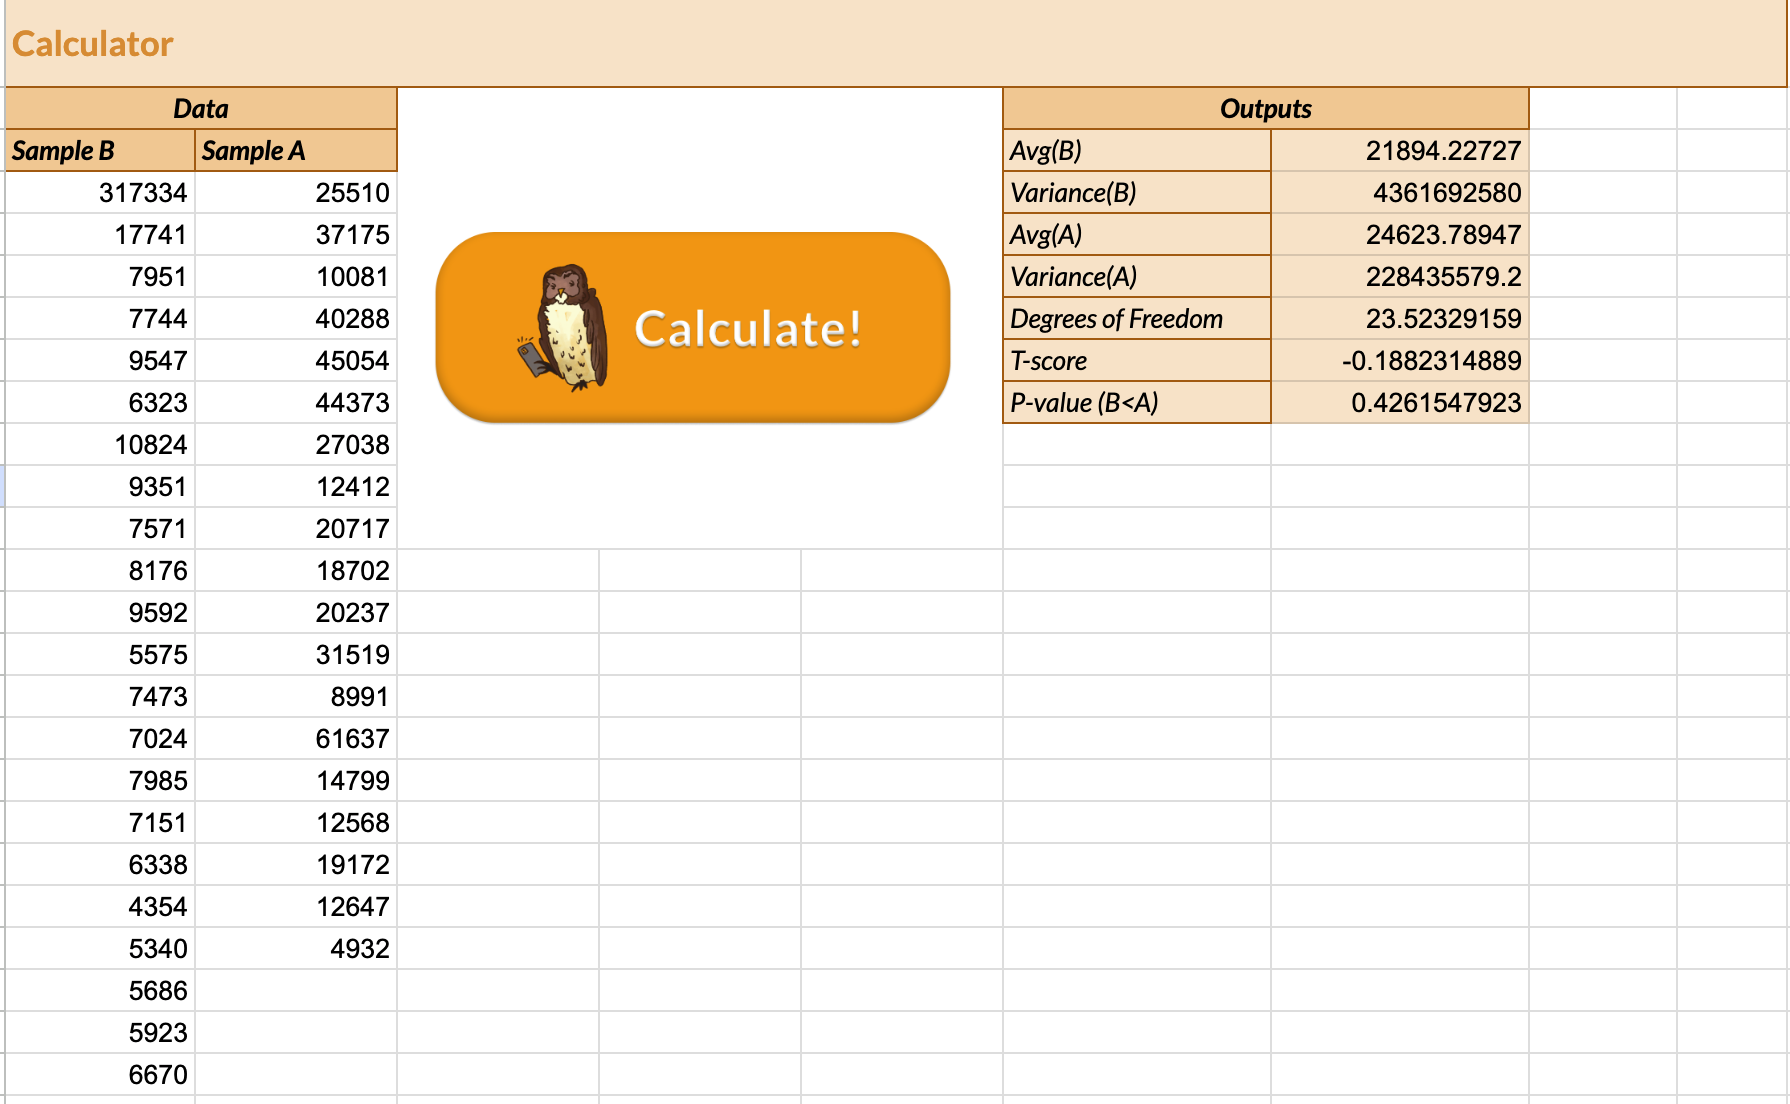 Calculator
Data Outputs
Sample B Sample A Avg(B) 21894.22727
317334 25510 Variance(B) 4361692580
17741 37175 Avg(A) 24623.78947
7951 10081 Variance(A) 228435579.2
7744 40288 Degrees of Freedom 23.52329159
Calculate!
9547 45054 T-score -0.1882314889
6323 44373 P-value (B<A) 0.4261547923
10824 27038
9351 12412
7571 20717
8176 18702
9592 20237
5575 31519
7473 8991
7024 61637
7985 14799
7151 12568
6338 19172
4354 12647
5340 4932
5686
5923
6670